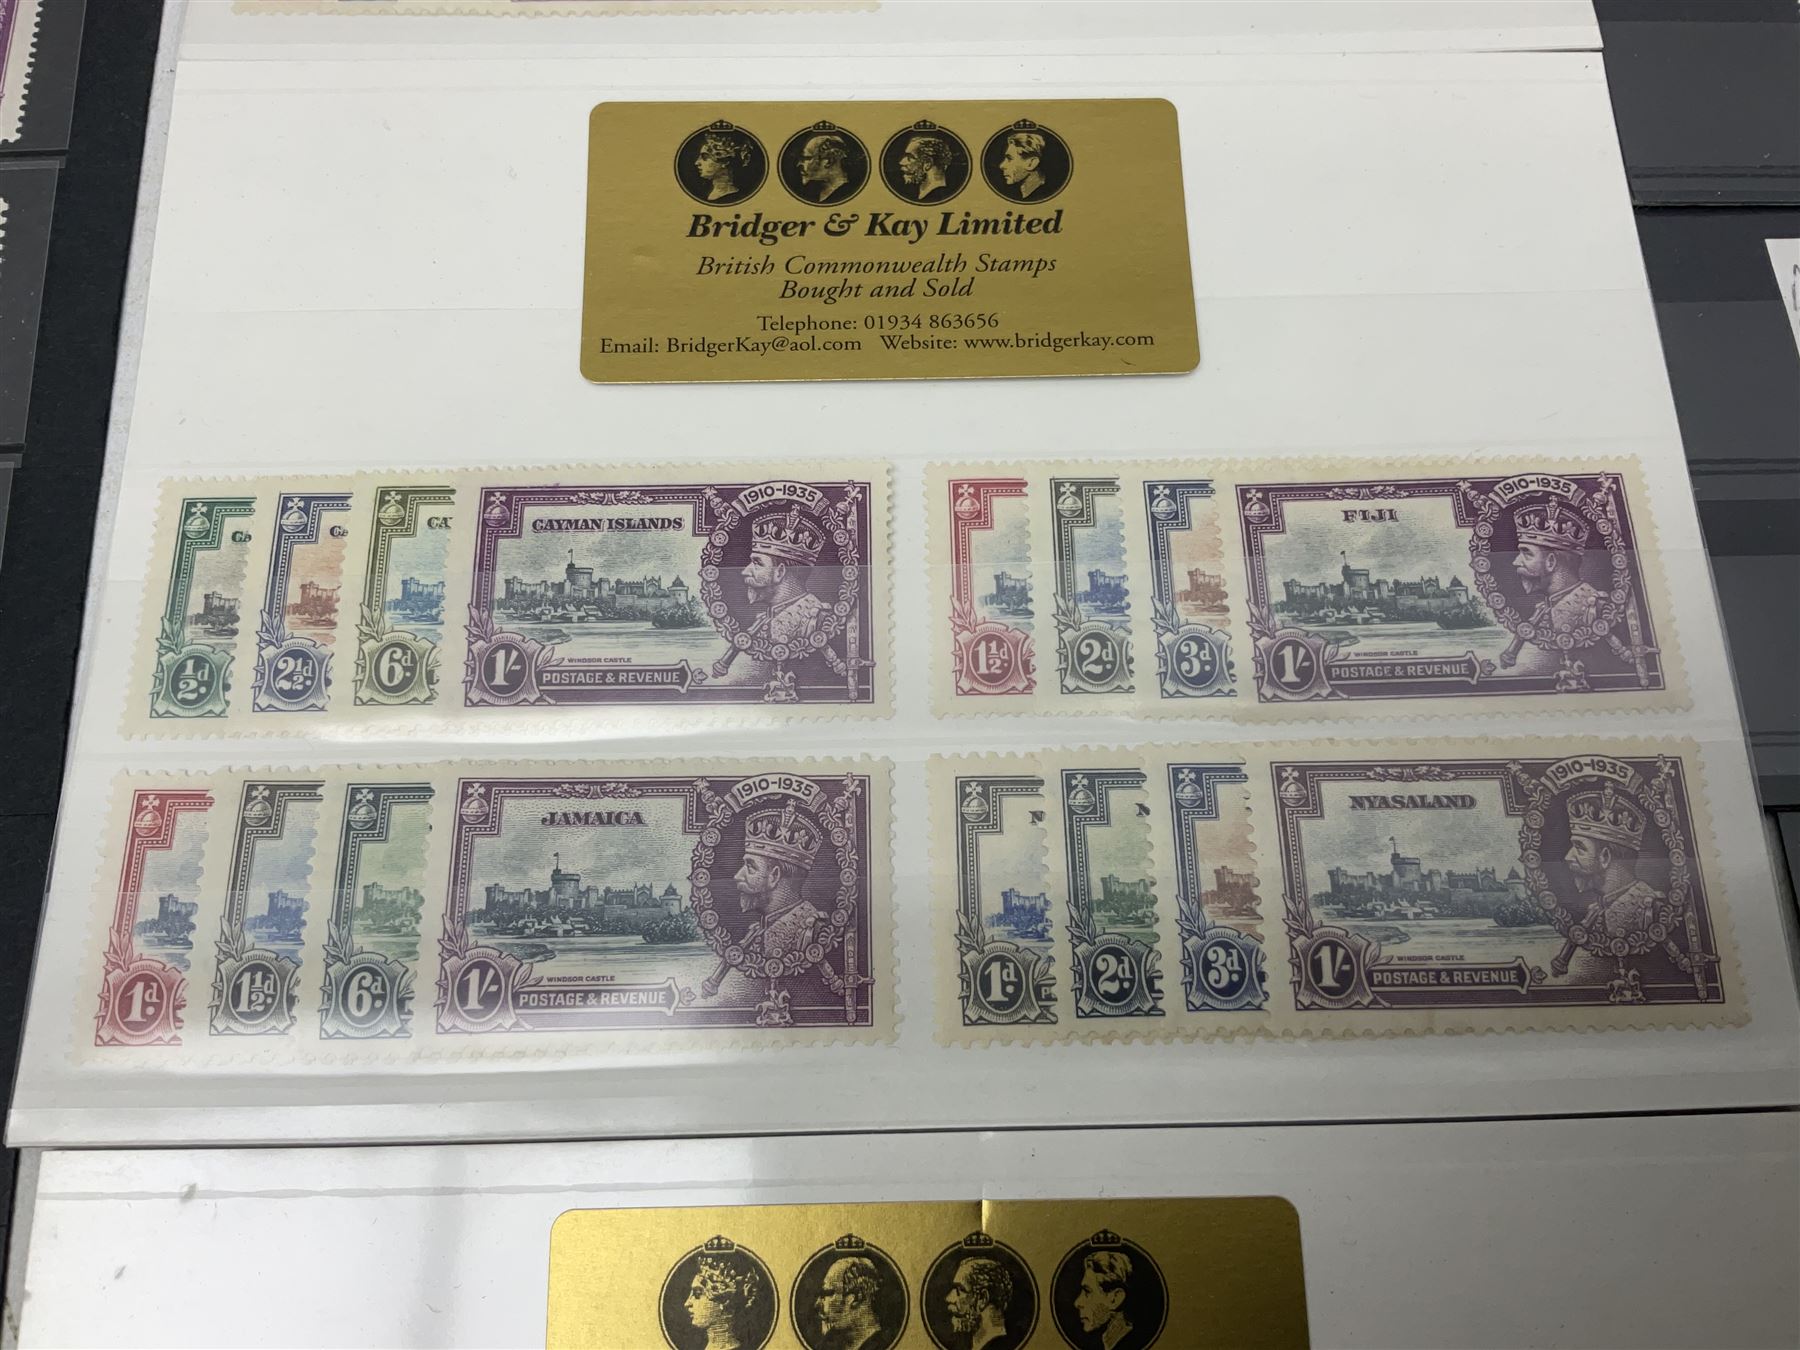 Bridger & Kay Limited
British Commonwealth Stamps
Bought and Sold
Telephone: 01934 863656
Email: BridgerKay@aol.com Website: www.bridgerkay.com
CA
½d.
CA
2½d.
CA
6d.
1910-1935
CAYMAN ISLANDS
WINDSOR CASTLE
1/-
POSTAGE & REVENUE
1½d.
2d.
3d.
1910-1935
FIJI
WINDSOR CASTLE
1/-
POSTAGE & REVENUE
1d.
1½d.
6d.
1910-1935
JAMAICA
WINDSOR CASTLE
1/-
POSTAGE & REVENUE
N
1d.
P
N
2d.
3d.
1910-1935
NYASALAND
WINDSOR CASTLE
1/-
POSTAGE & REVENUE